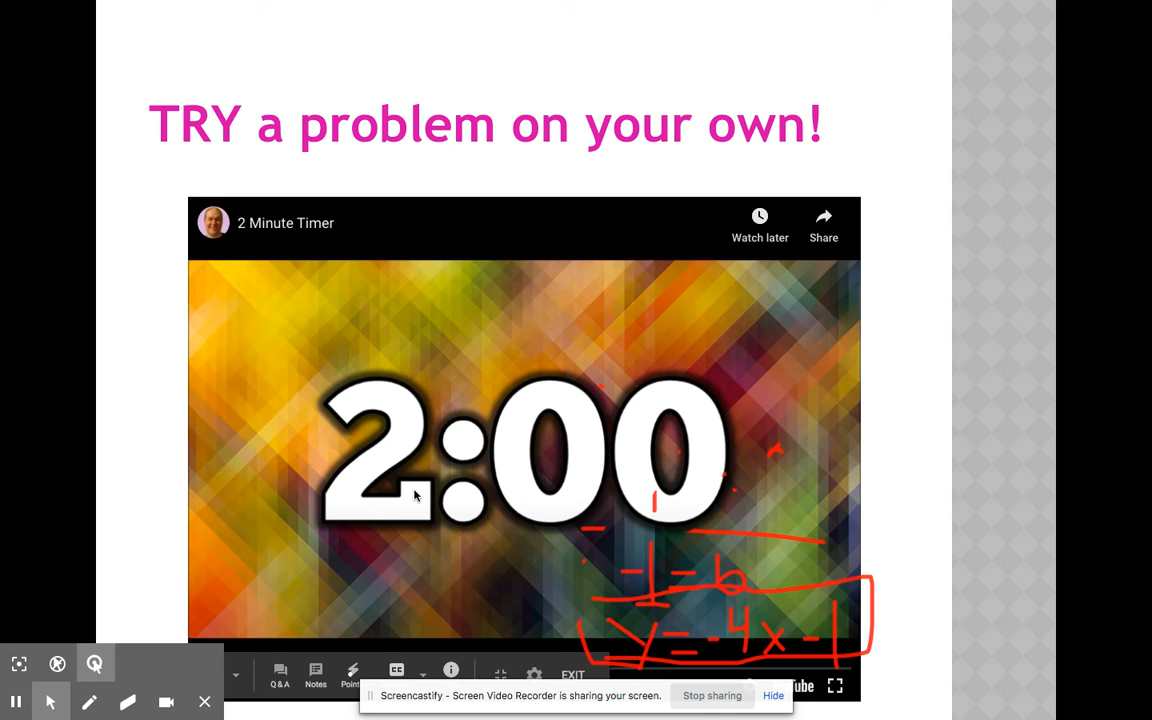 TRY a problem on your own!
2 Minute Timer
Watch later
Share
2:00
-1 = b
y = -4x - 1
Q & A
Notes
CC
EXIT
Screencastify - Screen Video Recorder is sharing your screen.
Stop sharing
Hide